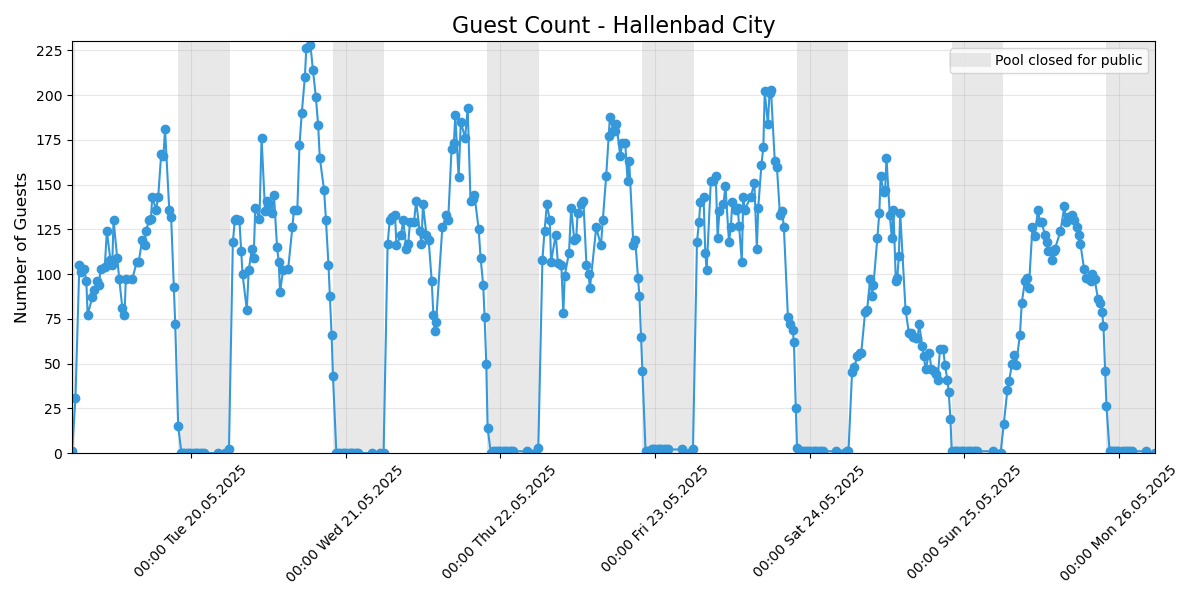 Guest Count - Hallenbad City
Pool closed for public
Number of Guests
225
200
175
150
125
100
75
50
25
0
00:00 Tue 20.05.2025
00:00 Wed 21.05.2025
00:00 Thu 22.05.2025
00:00 Fri 23.05.2025
00:00 Sat 24.05.2025
00:00 Sun 25.05.2025
00:00 Mon 26.05.2025